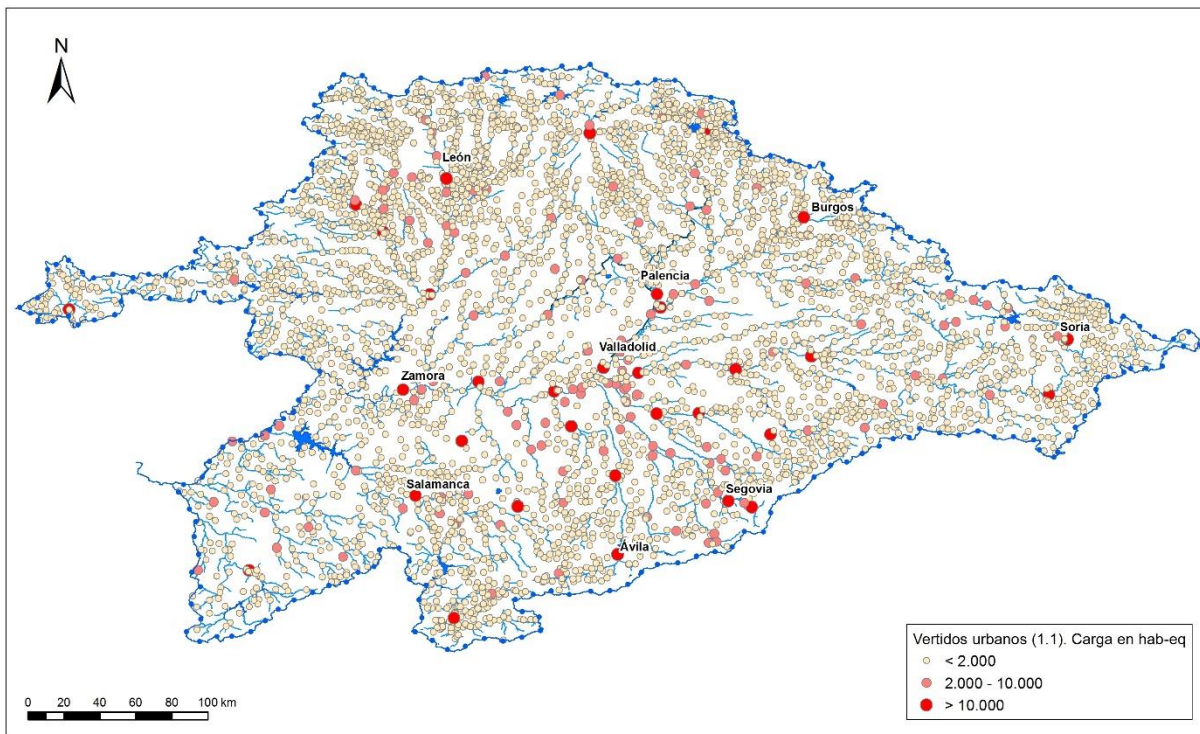 N
León
Burgos
Palencia
Soria
Valladolid
Zamora
Salamanca
Segovia
Ávila
Vertidos urbanos (1.1). Carga en hab-eq
< 2.000
2.000 - 10.000
> 10.000
0 20 40 60 80 100 km